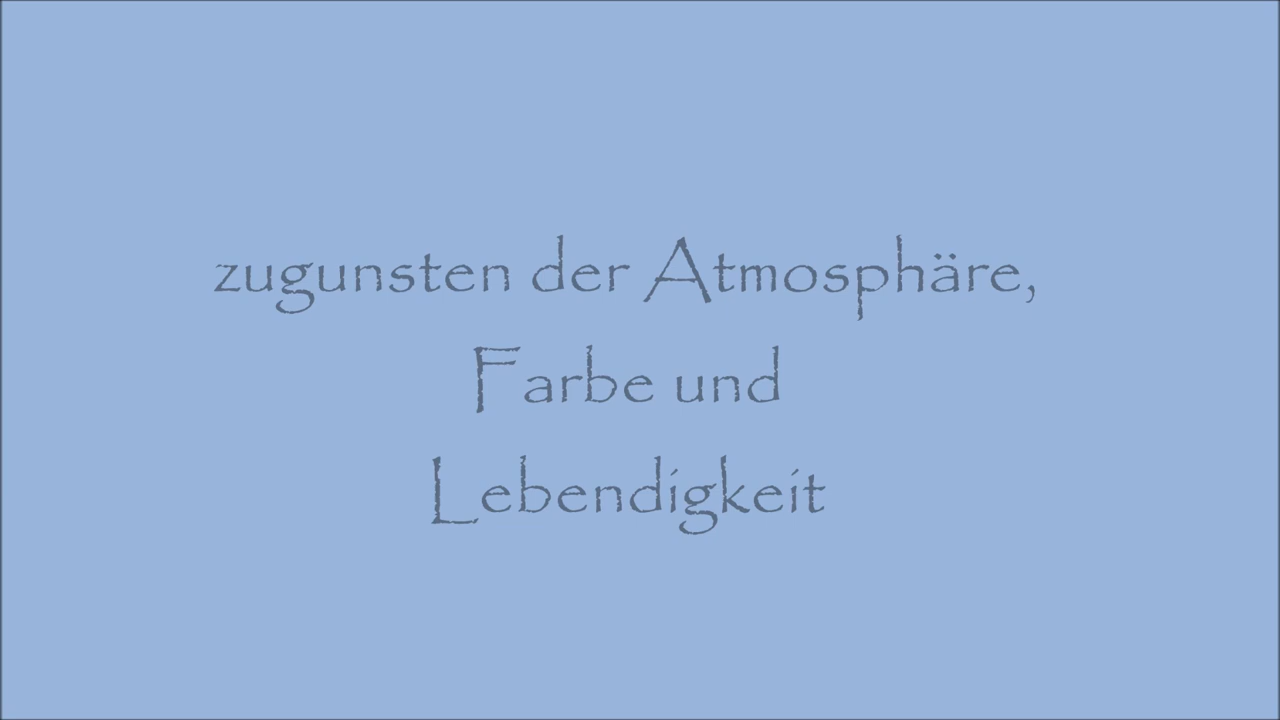 zugunsten der Atmosphäre,
Farbe und
Lebendigkeit